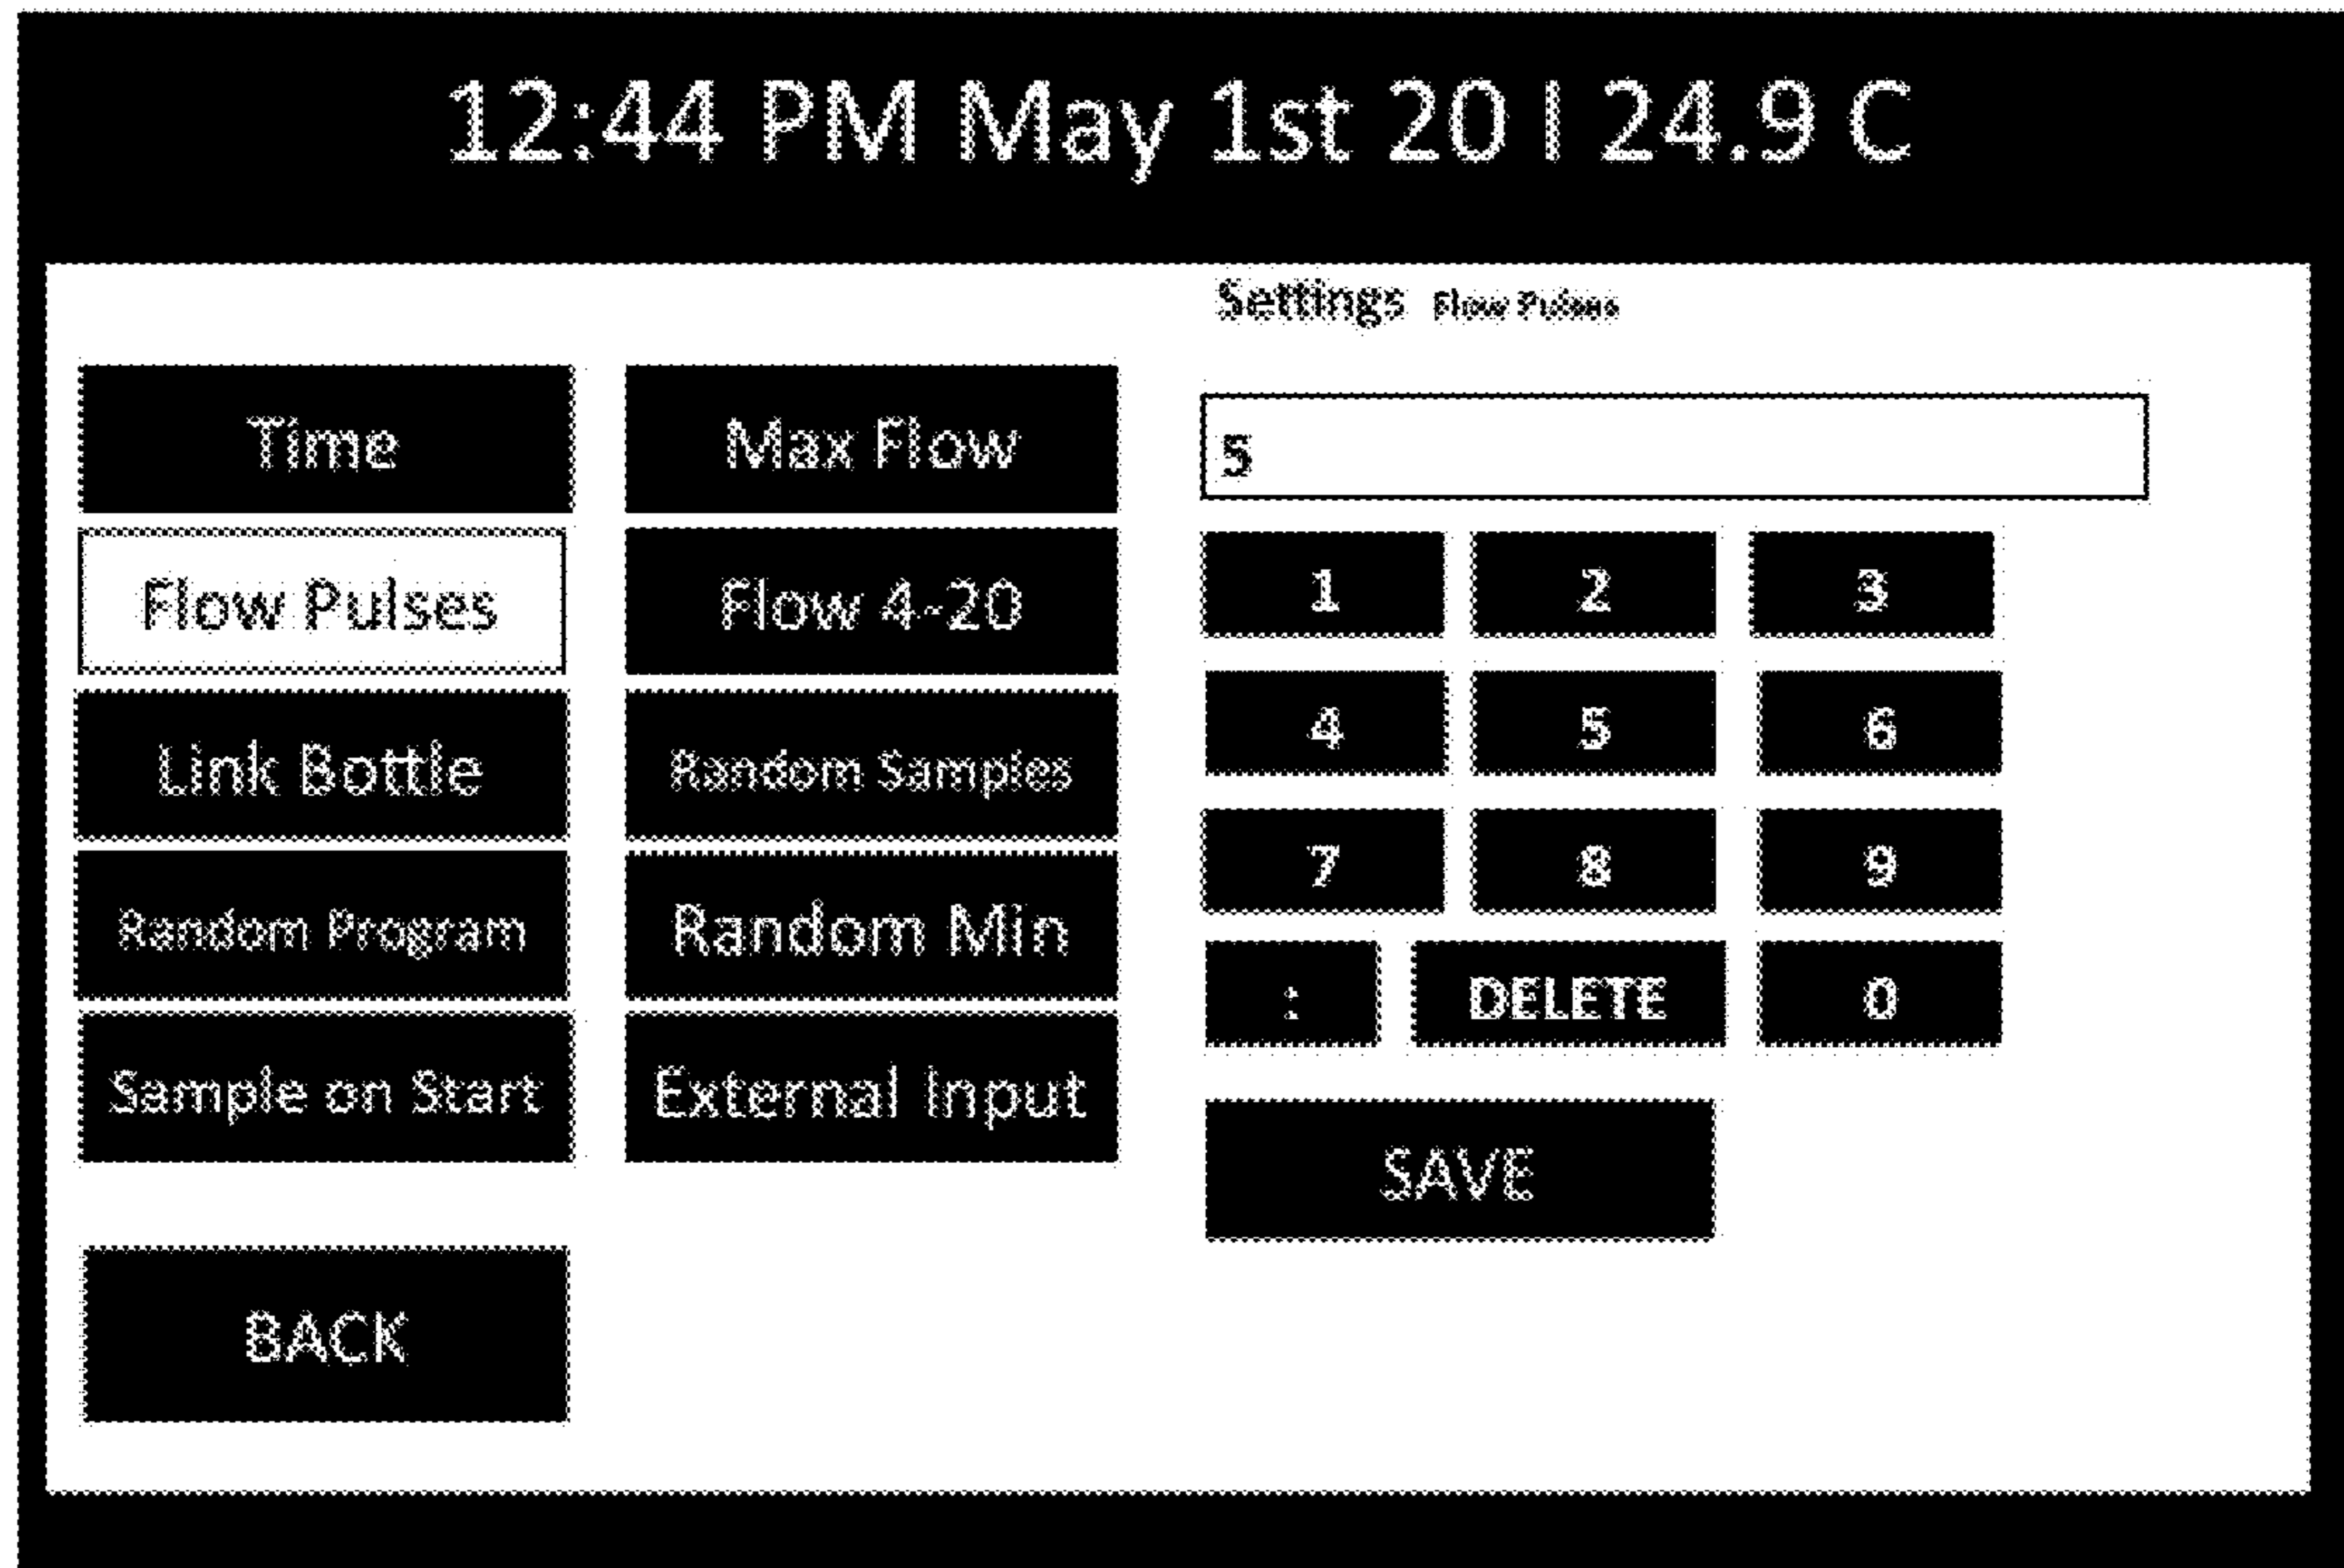 12:44 PM May 1st 20 I 24.9 C
Settings Flow Pulses
Time
Max Flow
5
Flow Pulses
Flow 4-20
1
2
3
Link Bottle
Random Samples
4
5
6
Random Program
Random Min
7
8
9
Sample on Start
External Input
:
DELETE
0
SAVE
BACK